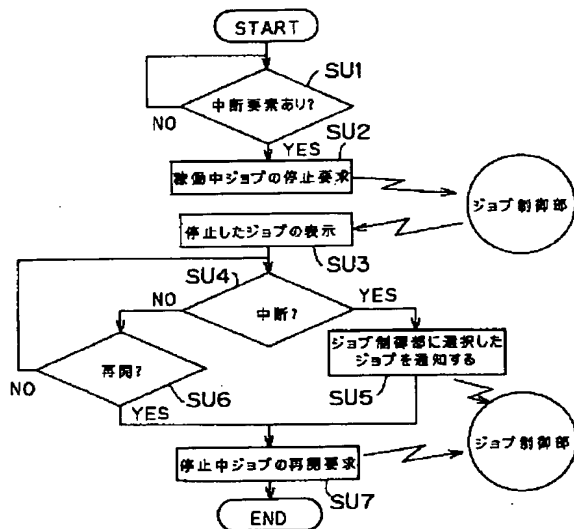 START
SU1
中断要素あり?
NO
YES
SU2
稼働中ジョブの停止要求
ジョブ制御部
停止したジョブの表示
SU3
SU4
NO
YES
中断?
ジョブ制御部に選択した
ジョブを通知する
再開?
NO
SU6
SU5
YES
ジョブ制御部
停止中ジョブの再開要求
SU7
END